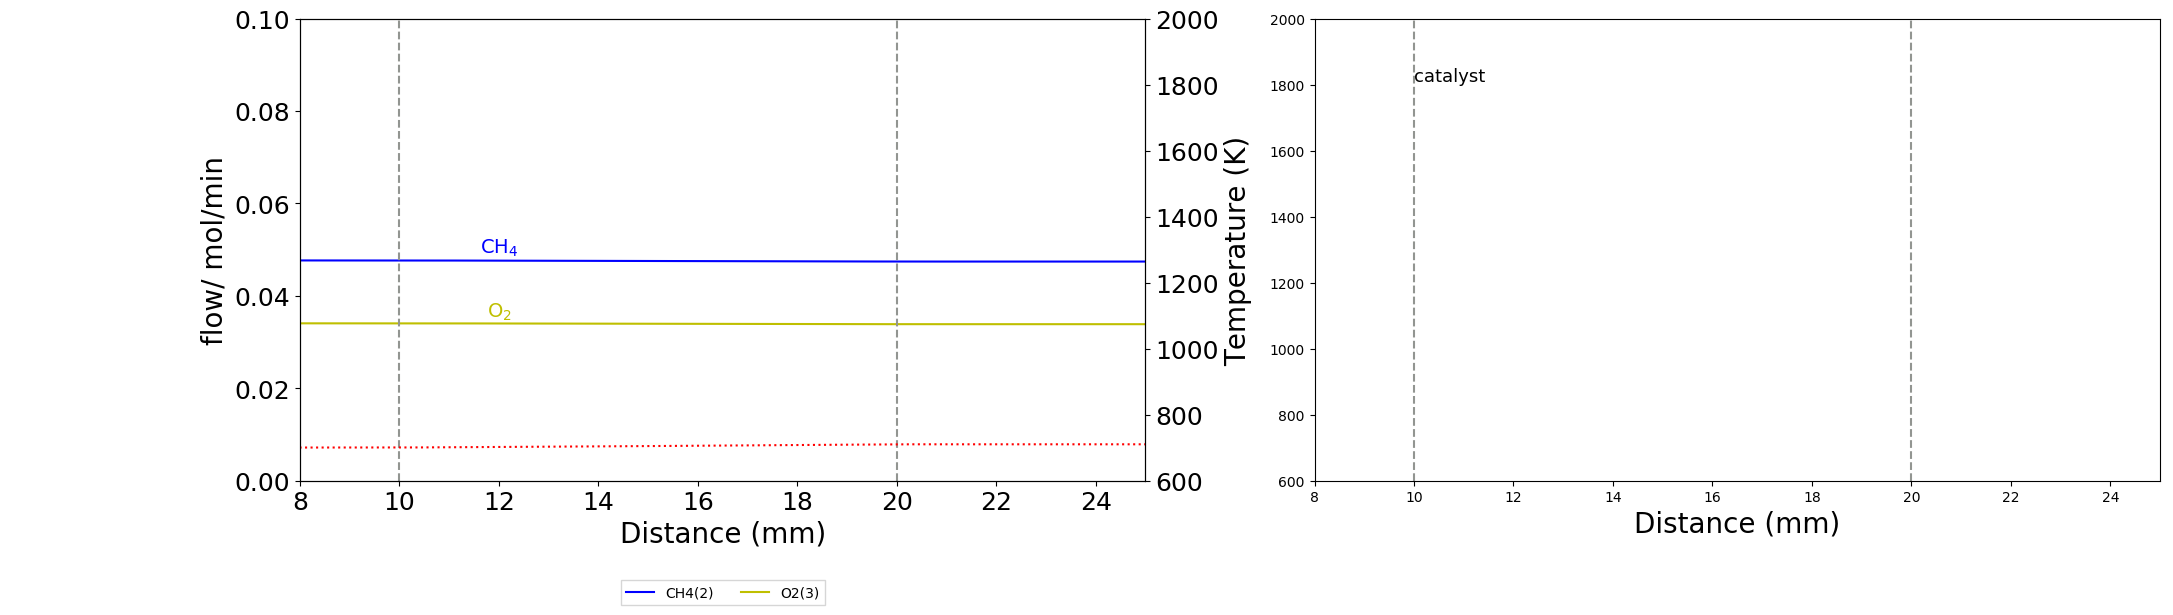 0.10
0.08
0.06
0.04
0.02
0.00
flow/ mol/min
CH₄
O₂
8 10 12 14 16 18 20 22 24
Distance (mm)
2000
1800
1600
1400
1200
1000
800
600
Temperature (K)
CH4(2) O2(3)
2000
1800
1600
1400
1200
1000
800
600
catalyst
8 10 12 14 16 18 20 22 24
Distance (mm)